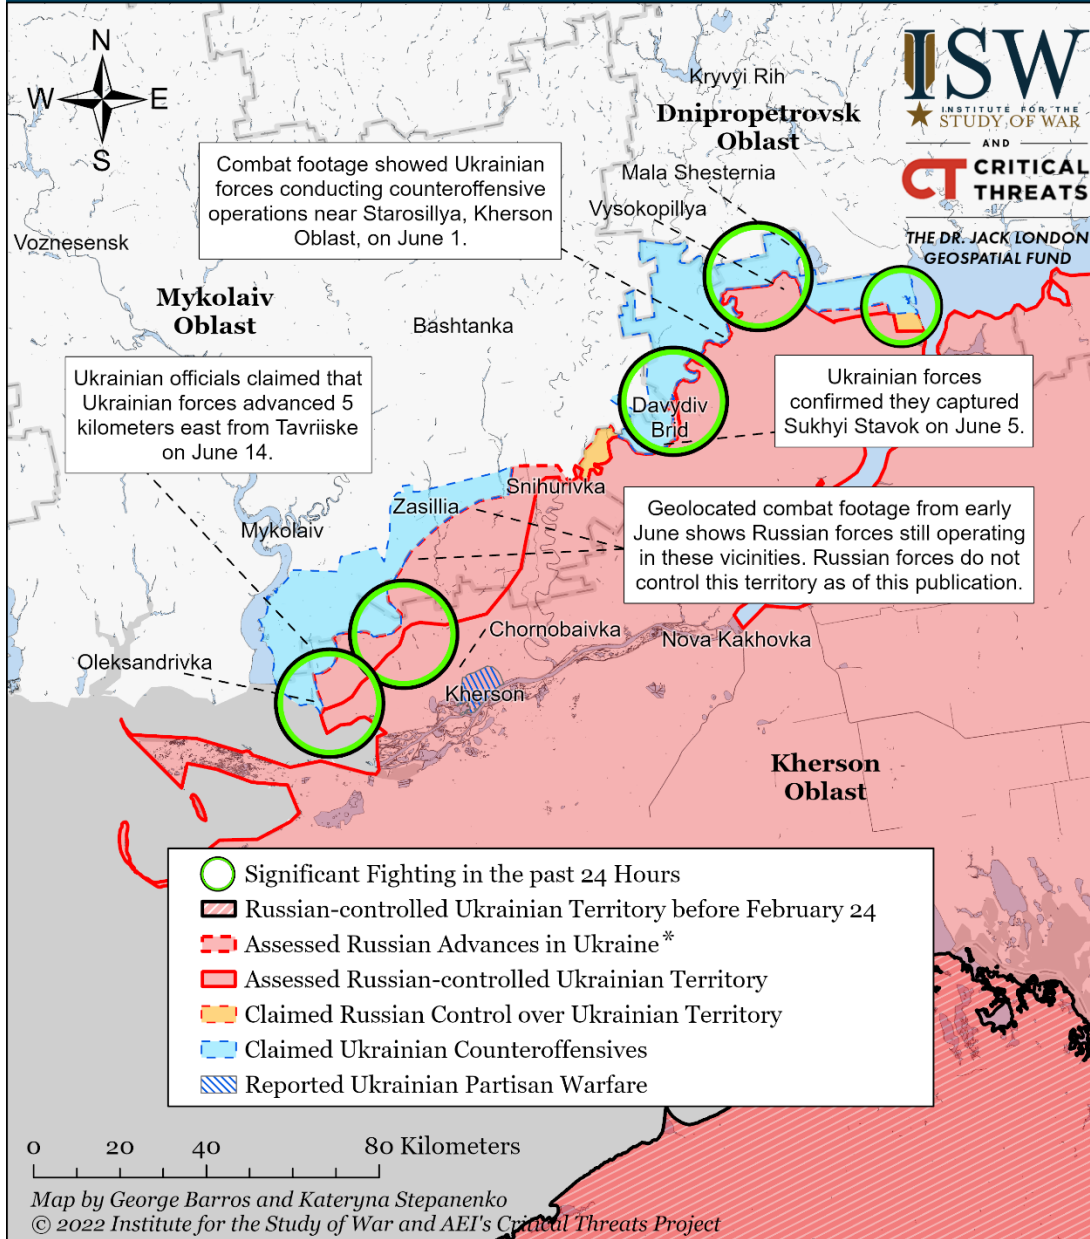 N
W
E
S
Kryvyi Rih
Dnipropetrovsk
Oblast
ISW
INSTITUTE FOR THE
STUDY OF WAR
AND
CT CRITICAL
THREATS
THE DR. JACK LONDON
GEOSPATIAL FUND
Combat footage showed Ukrainian
forces conducting counteroffensive
operations near Starosillya, Kherson
Oblast, on June 1.
Mala Shesternia
Vysokopillya
Voznesensk
Mykolaiv
Oblast
Bashtanka
Ukrainian officials claimed that
Ukrainian forces advanced 5
kilometers east from Tavriiske
on June 14.
Ukrainian forces
confirmed they captured
Sukhyi Stavok on June 5.
Davydiv
Brid
Snihurivka
Zasillia
Mykolaiv
Geolocated combat footage from early
June shows Russian forces still operating
in these vicinities. Russian forces do not
control this territory as of this publication.
Chornobaivka
Nova Kakhovka
Oleksandrivka
Kherson
Kherson
Oblast
Significant Fighting in the past 24 Hours
Russian-controlled Ukrainian Territory before February 24
Assessed Russian Advances in Ukraine*
Assessed Russian-controlled Ukrainian Territory
Claimed Russian Control over Ukrainian Territory
Claimed Ukrainian Counteroffensives
Reported Ukrainian Partisan Warfare
0 20 40 80 Kilometers
Map by George Barros and Kateryna Stepanenko
© 2022 Institute for the Study of War and AEI's Critical Threats Project